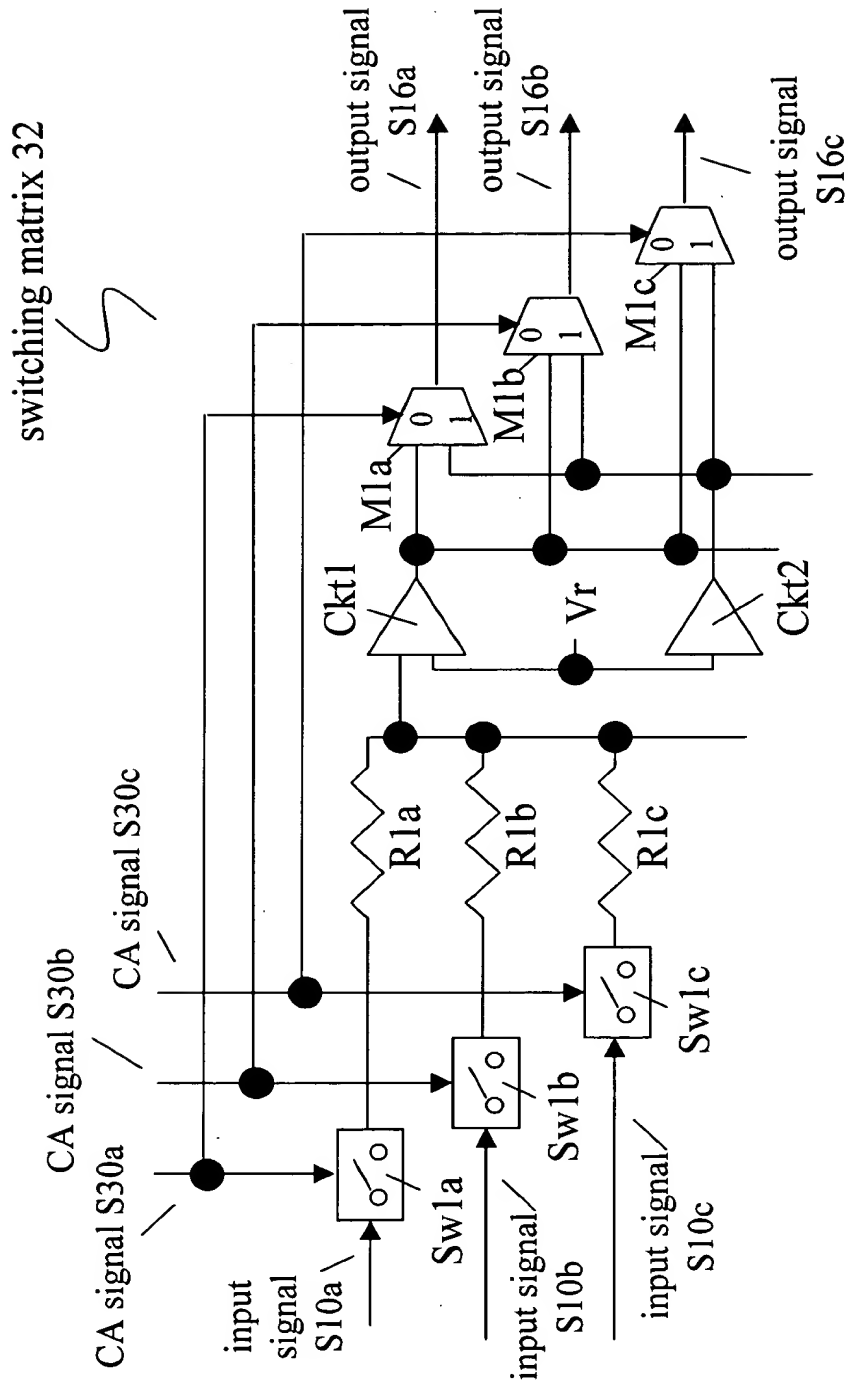 switching matrix 32
CA signal S30a
CA signal S30b
CA signal S30c
input
signal
S10a
input signal
S10b
input signal
S10c
Sw1a
Sw1b
Sw1c
R1a
R1b
R1c
Ckt1
Vr
Ckt2
M1a
0
1
M1b
0
1
M1c
0
1
output signal
S16a
output signal
S16b
output signal
S16c